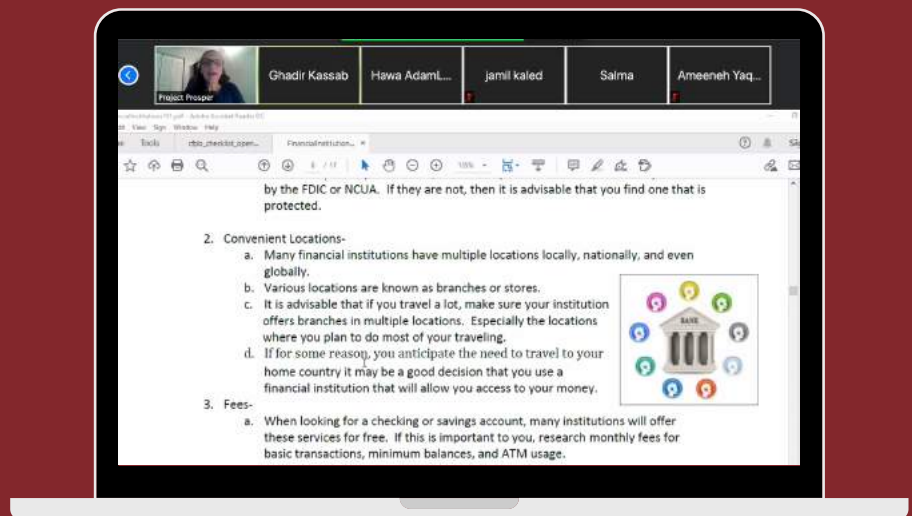 Project Prosper
Ghadir Kassab
Hawa AdamL...
jamil kaled
Salma
Ameeneh Yaq...
View Sign Window Help
Tools
cfpb_checklist_open...
FinancialInstitution... ×
by the FDIC or NCUA. If they are not, then it is advisable that you find one that is
protected.
2. Convenient Locations-
a. Many financial institutions have multiple locations locally, nationally, and even
globally.
b. Various locations are known as branches or stores.
c. It is advisable that if you travel a lot, make sure your institution
offers branches in multiple locations. Especially the locations
where you plan to do most of your traveling.
d. If for some reason, you anticipate the need to travel to your
home country it may be a good decision that you use a
financial institution that will allow you access to your money.
BANK
3. Fees-
a. When looking for a checking or savings account, many institutions will offer
these services for free. If this is important to you, research monthly fees for
basic transactions, minimum balances, and ATM usage.